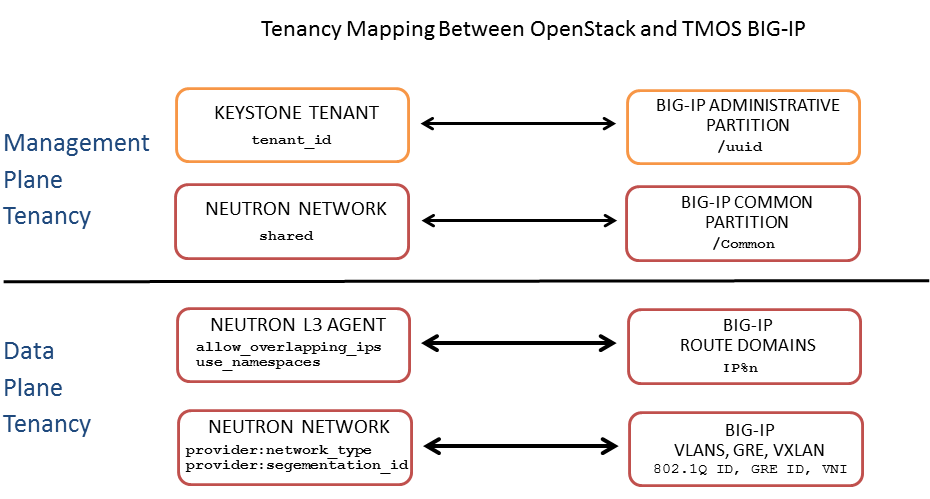 Tenancy Mapping Between OpenStack and TMOS BIG-IP
Management
Plane
Tenancy
KEYSTONE TENANT
tenant_id
BIG-IP ADMINISTRATIVE
PARTITION
/uuid
NEUTRON NETWORK
shared
BIG-IP COMMON
PARTITION
/Common
Data
Plane
Tenancy
NEUTRON L3 AGENT
allow_overlapping_ips
use_namespaces
BIG-IP
ROUTE DOMAINS
IP%n
NEUTRON NETWORK
provider:network_type
provider:segementation_id
BIG-IP
VLANS, GRE, VXLAN
802.1Q ID, GRE ID, VNI